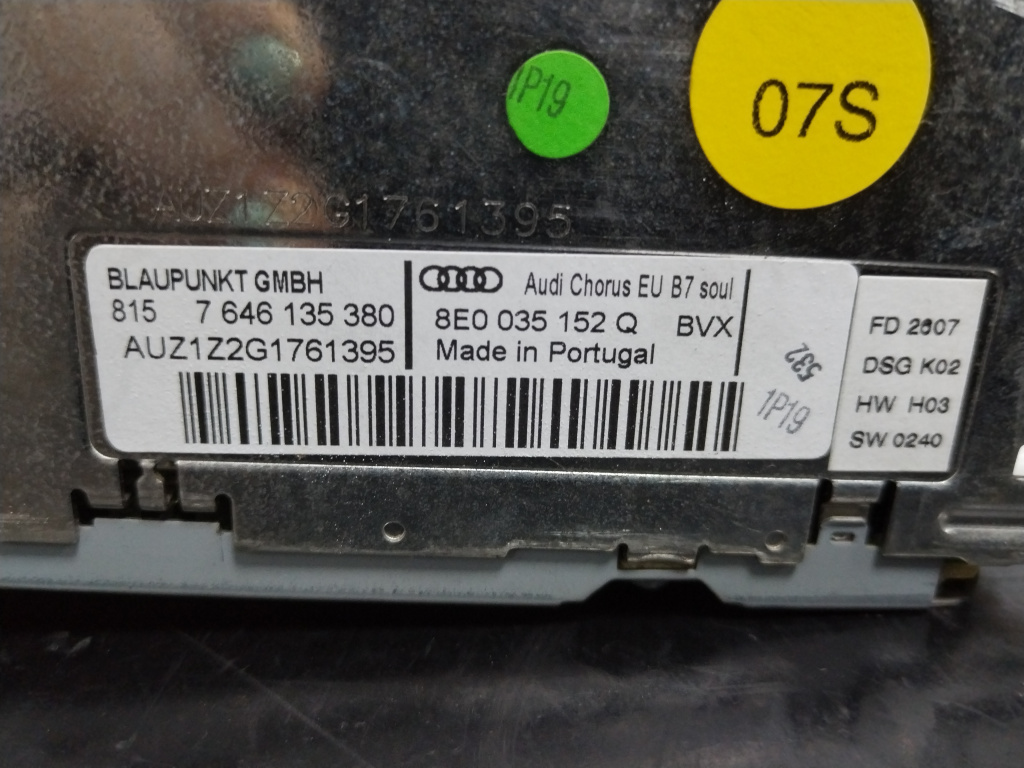 1P19
07S
AUZ1Z2G1761395
BLAUPUNKT GMBH
815 7 646 135 380
AUZ1Z2G1761395
Audi Chorus EU B7 soul
8E0 035 152 Q BVX
Made in Portugal
532
1P19
FD 2607
DSG K02
HW H03
SW 0240